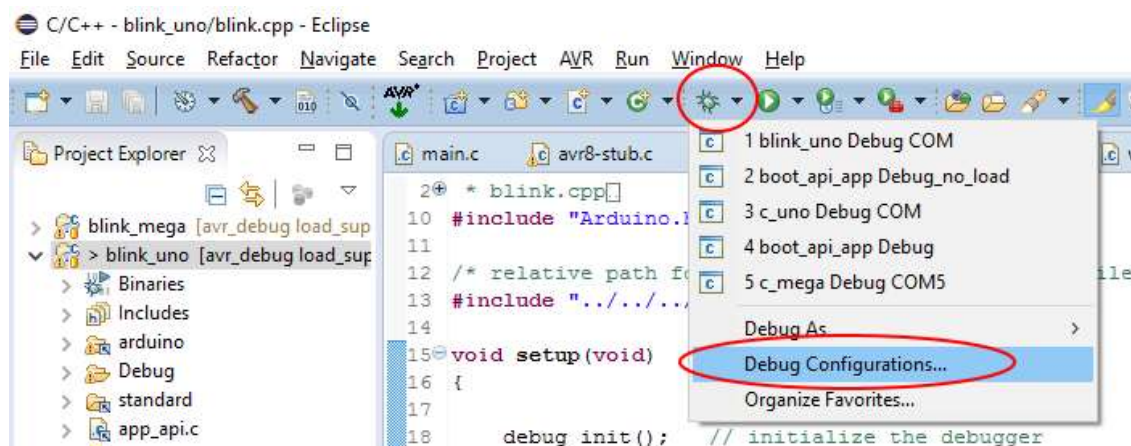 C/C++ - blink_uno/blink.cpp - Eclipse
File Edit Source Refactor Navigate Search Project AVR Run Window Help
AVR
Project Explorer
main.c avr8-stub.c
1 blink_uno Debug COM
2 boot_api_app Debug_no_load
3 c_uno Debug COM
4 boot_api_app Debug
5 c_mega Debug COM5
Debug As
Debug Configurations...
Organize Favorites...
blink_mega [avr_debug load_sup
> blink_uno [avr_debug load_sup
Binaries
Includes
arduino
Debug
standard
app_api.c
2 * blink.cpp
10 #include "Arduino.
11
12 /* relative path
13 #include "../../../
14
15 void setup(void)
16 {
17
18 debug_init(); // initialize the debugger